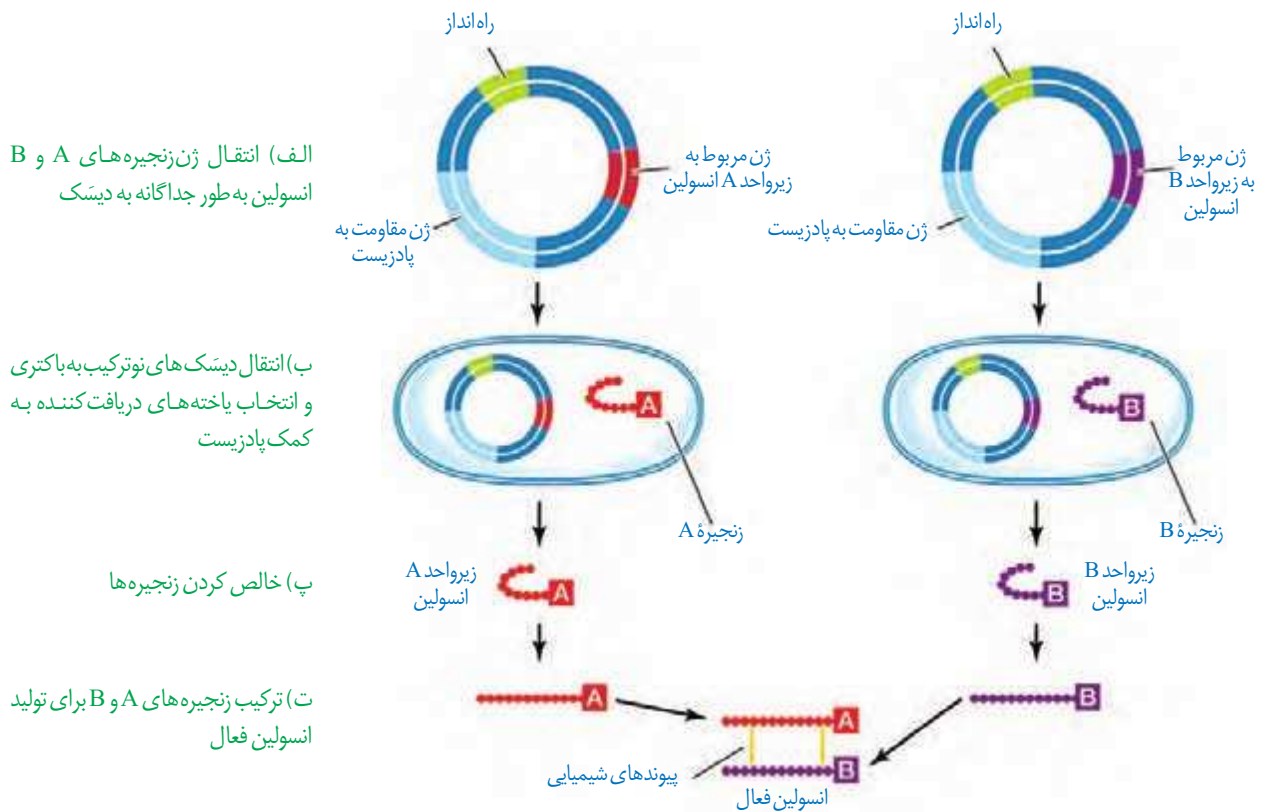 راه‌انداز
راه‌انداز
الف) انتقال ژن زنجیره‌های A و B
انسولین به طور جداگانه به دیسَک
ژن مربوط به
زیرواحد A انسولین
ژن مقاومت به
پادزیست
ژن مربوط
به زیرواحد B
انسولین
ژن مقاومت به پادزیست
ب) انتقال دیسَک‌های نوترکیب به باکتری
و انتخاب یاخته‌های دریافت‌کننده به
کمک پادزیست
A
B
زنجیرهٔ A
زنجیرهٔ B
پ) خالص کردن زنجیره‌ها
زیرواحد A
انسولین
A
زیرواحد B
انسولین
B
ت) ترکیب زنجیره‌های A و B برای تولید
انسولین فعال
A
B
A
B
پیوندهای شیمیایی
انسولین فعال